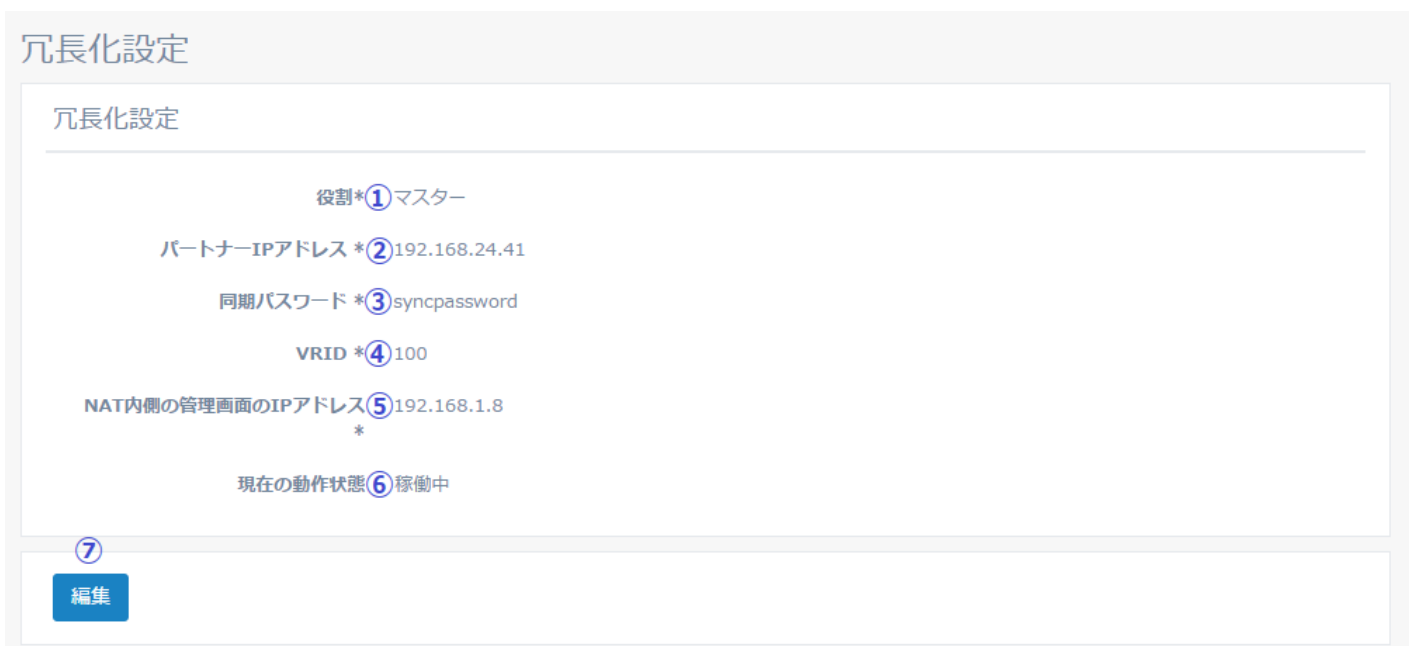 冗長化設定
冗長化設定
役割*①マスター
パートナーIPアドレス *②192.168.24.41
同期パスワード *③syncpassword
VRID *④100
NAT内側の管理画面のIPアドレス⑤192.168.1.8
*
現在の動作状態⑥稼働中
⑦
編集